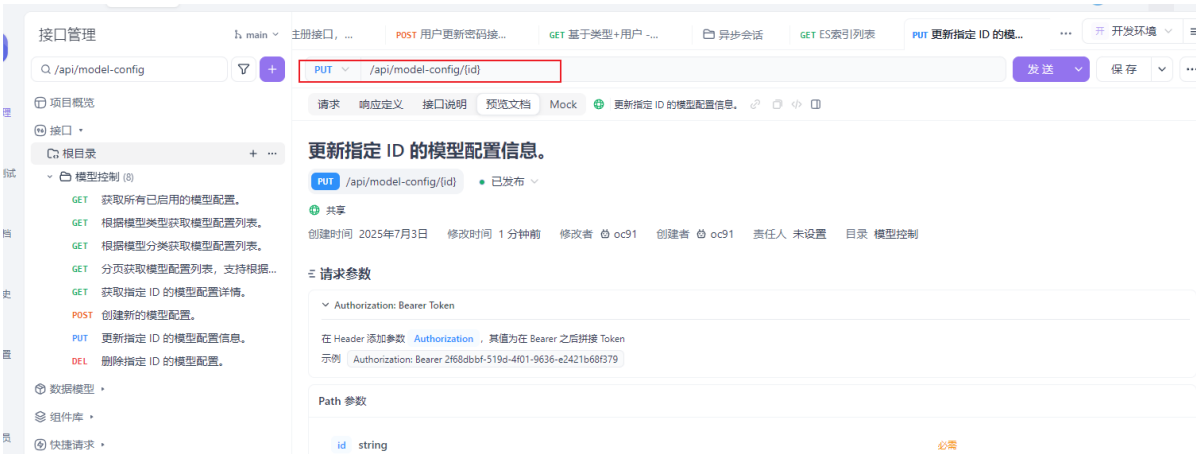 接口管理
main
注册接口，...
POST 用户更新密码接...
GET 基于类型+用户 -...
异步会话
GET ES索引列表
PUT 更新指定 ID 的模...
...
开 开发环境
/api/model-config
+
PUT
/api/model-config/{id}
发 送
保 存
...
请求
响应定义
接口说明
预览文档
Mock
更新指定 ID 的模型配置信息。
项目概览
接口
根目录
+ ...
模型控制 (8)
GET 获取所有已启用的模型配置。
GET 根据模型类型获取模型配置列表。
GET 根据模型分类获取模型配置列表。
GET 分页获取模型配置列表，支持根据...
GET 获取指定 ID 的模型配置详情。
POST 创建新的模型配置。
PUT 更新指定 ID 的模型配置信息。
DEL 删除指定 ID 的模型配置。
数据模型
组件库
快捷请求
理
测试
档
史
置
员
更新指定 ID 的模型配置信息。
PUT /api/model-config/{id}
已发布
共享
创建时间 2025年7月3日 修改时间 1 分钟前 修改者 oc91 创建者 oc91 责任人 未设置 目录 模型控制
请求参数
Authorization: Bearer Token
在 Header 添加参数 Authorization ，其值为在 Bearer 之后拼接 Token
示例 Authorization: Bearer 2f68dbbf-519d-4f01-9636-e2421b68f379
Path 参数
id string
必需